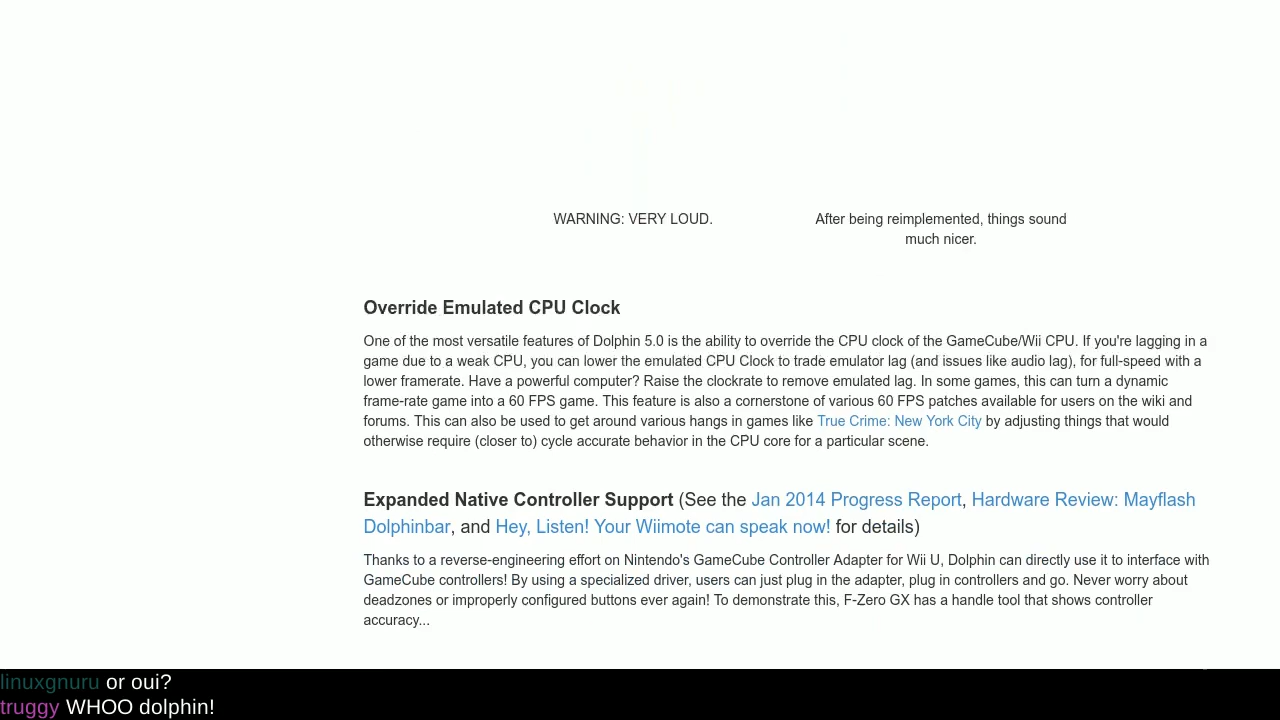 WARNING: VERY LOUD.
After being reimplemented, things sound
much nicer.
Override Emulated CPU Clock
One of the most versatile features of Dolphin 5.0 is the ability to override the CPU clock of the GameCube/Wii CPU. If you're lagging in a
game due to a weak CPU, you can lower the emulated CPU Clock to trade emulator lag (and issues like audio lag), for full-speed with a
lower framerate. Have a powerful computer? Raise the clockrate to remove emulated lag. In some games, this can turn a dynamic
frame-rate game into a 60 FPS game. This feature is also a cornerstone of various 60 FPS patches available for users on the wiki and
forums. This can also be used to get around various hangs in games like True Crime: New York City by adjusting things that would
otherwise require (closer to) cycle accurate behavior in the CPU core for a particular scene.
Expanded Native Controller Support (See the Jan 2014 Progress Report, Hardware Review: Mayflash
Dolphinbar, and Hey, Listen! Your Wiimote can speak now! for details)
Thanks to a reverse-engineering effort on Nintendo's GameCube Controller Adapter for Wii U, Dolphin can directly use it to interface with
GameCube controllers! By using a specialized driver, users can just plug in the adapter, plug in controllers and go. Never worry about
deadzones or improperly configured buttons ever again! To demonstrate this, F-Zero GX has a handle tool that shows controller
accuracy...
linuxgnuru or oui?
truggy WHOO dolphin!